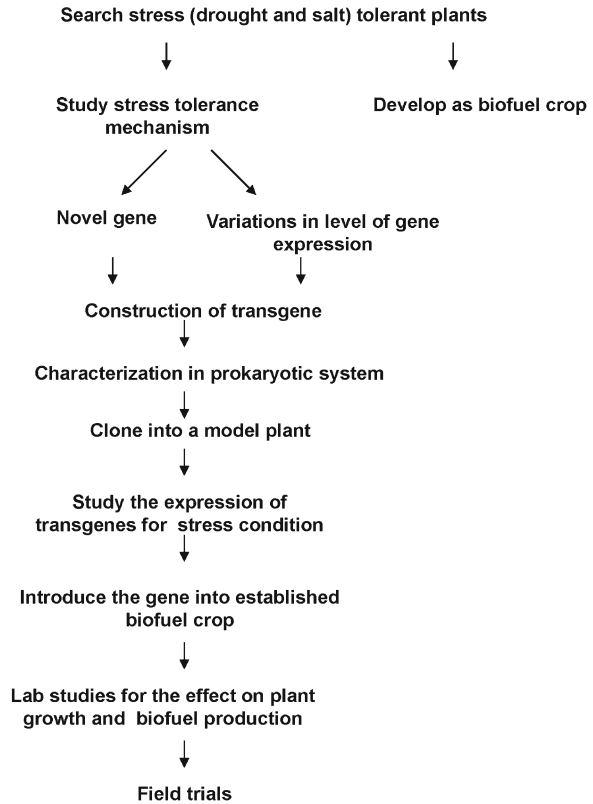 Search stress (drought and salt) tolerant plants
Study stress tolerance
mechanism
Develop as biofuel crop
Novel gene
Variations in level of gene
expression
Construction of transgene
Characterization in prokaryotic system
Clone into a model plant
Study the expression of
transgenes for stress condition
Introduce the gene into established
biofuel crop
Lab studies for the effect on plant
growth and biofuel production
Field trials